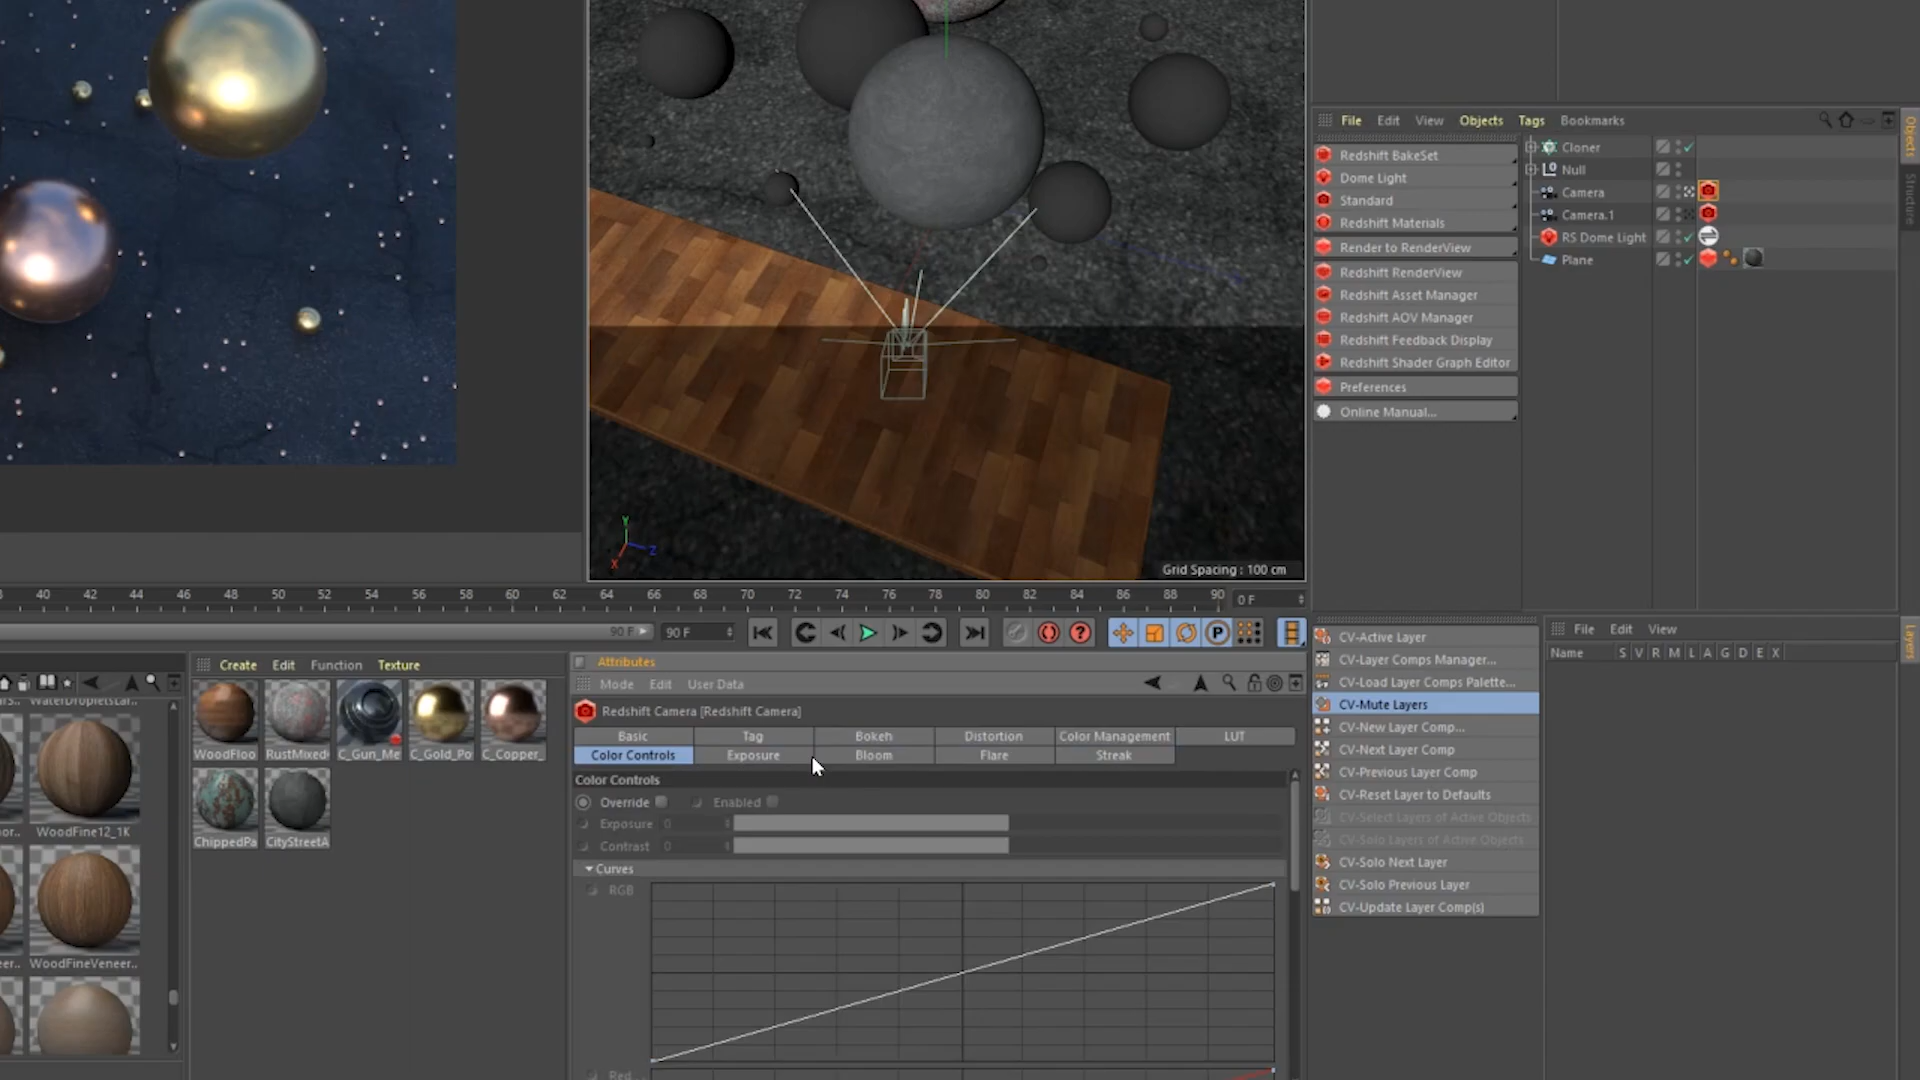 File Edit View Objects Tags Bookmarks
Redshift BakeSet
Dome Light
Standard
Redshift Materials
Render to RenderView
Redshift RenderView
Redshift Asset Manager
Redshift AOV Manager
Redshift Feedback Display
Redshift Shader Graph Editor
Preferences
Online Manual...
Cloner
Null
Camera
Camera.1
RS Dome Light
Plane
Objects
Structure
Y
Z
X
Grid Spacing : 100 cm
40 42 44 46 48 50 52 54 56 58 60 62 64 66 68 70 72 74 76 78 80 82 84 86 88 90
0 F
90 F
90 F
P
Create Edit Function Texture
WoodFloo
RustMixed
C_Gun_Me
C_Gold_Po
C_Copper_
ChippedPa
CityStreetA
WoodFine12_1K
WoodFineVeneer..
Attributes
Mode Edit User Data
Redshift Camera [Redshift Camera]
Basic Tag Bokeh Distortion Color Management LUT
Color Controls Exposure Bloom Flare Streak
Color Controls
Override Enabled
Exposure 0
Contrast 0
Curves
RGB
Red
CV-Active Layer
CV-Layer Comps Manager...
CV-Load Layer Comps Palette...
CV-Mute Layers
CV-New Layer Comp...
CV-Next Layer Comp
CV-Previous Layer Comp
CV-Reset Layer to Defaults
CV-Select Layers of Active Objects
CV-Solo Layers of Active Objects
CV-Solo Next Layer
CV-Solo Previous Layer
CV-Update Layer Comp(s)
File Edit View
Name S V R M L A G D E X
Layers